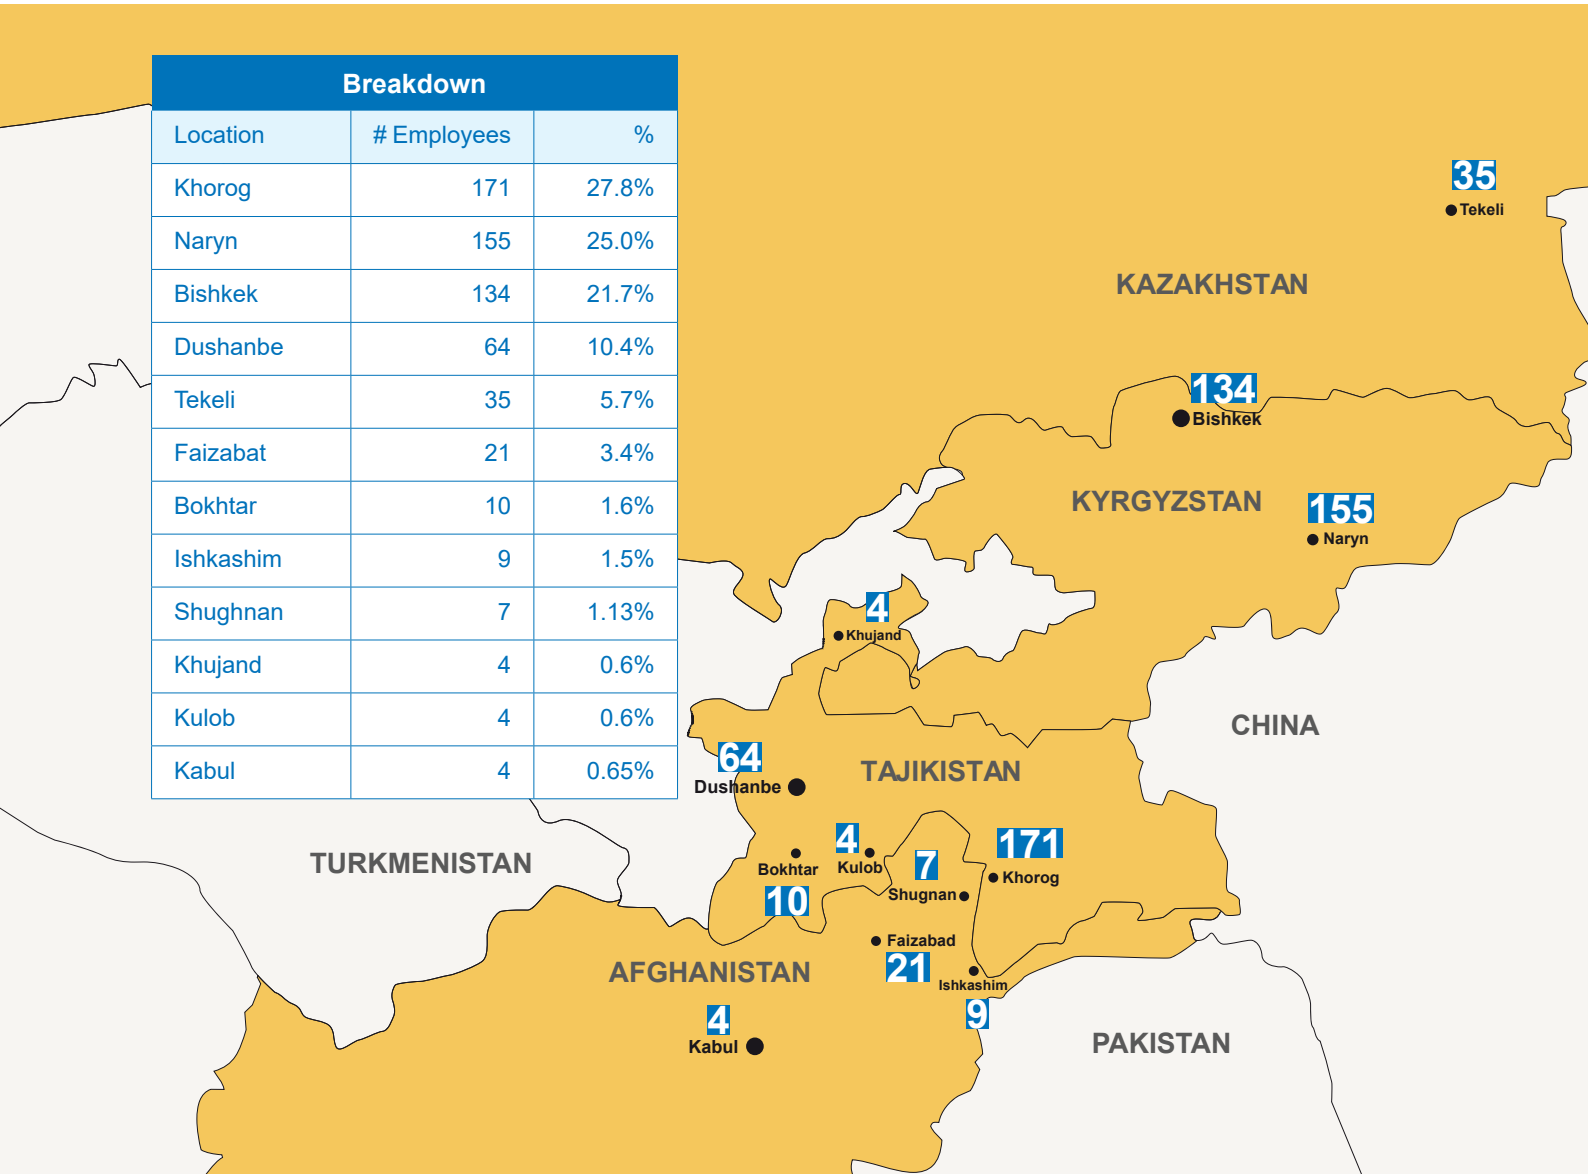 Breakdown
Location # Employees %
Khorog 171 27.8%
Naryn 155 25.0%
Bishkek 134 21.7%
Dushanbe 64 10.4%
Tekeli 35 5.7%
Faizabat 21 3.4%
Bokhtar 10 1.6%
Ishkashim 9 1.5%
Shughnan 7 1.13%
Khujand 4 0.6%
Kulob 4 0.6%
Kabul 4 0.65%
35
Tekeli
KAZAKHSTAN
134
Bishkek
KYRGYZSTAN
155
Naryn
4
Khujand
CHINA
64
Dushanbe
TAJIKISTAN
4
Kulob
171
Khorog
TURKMENISTAN
Bokhtar
10
7
Shugnan
Faizabad
21
AFGHANISTAN
Ishkashim
9
4
Kabul
PAKISTAN